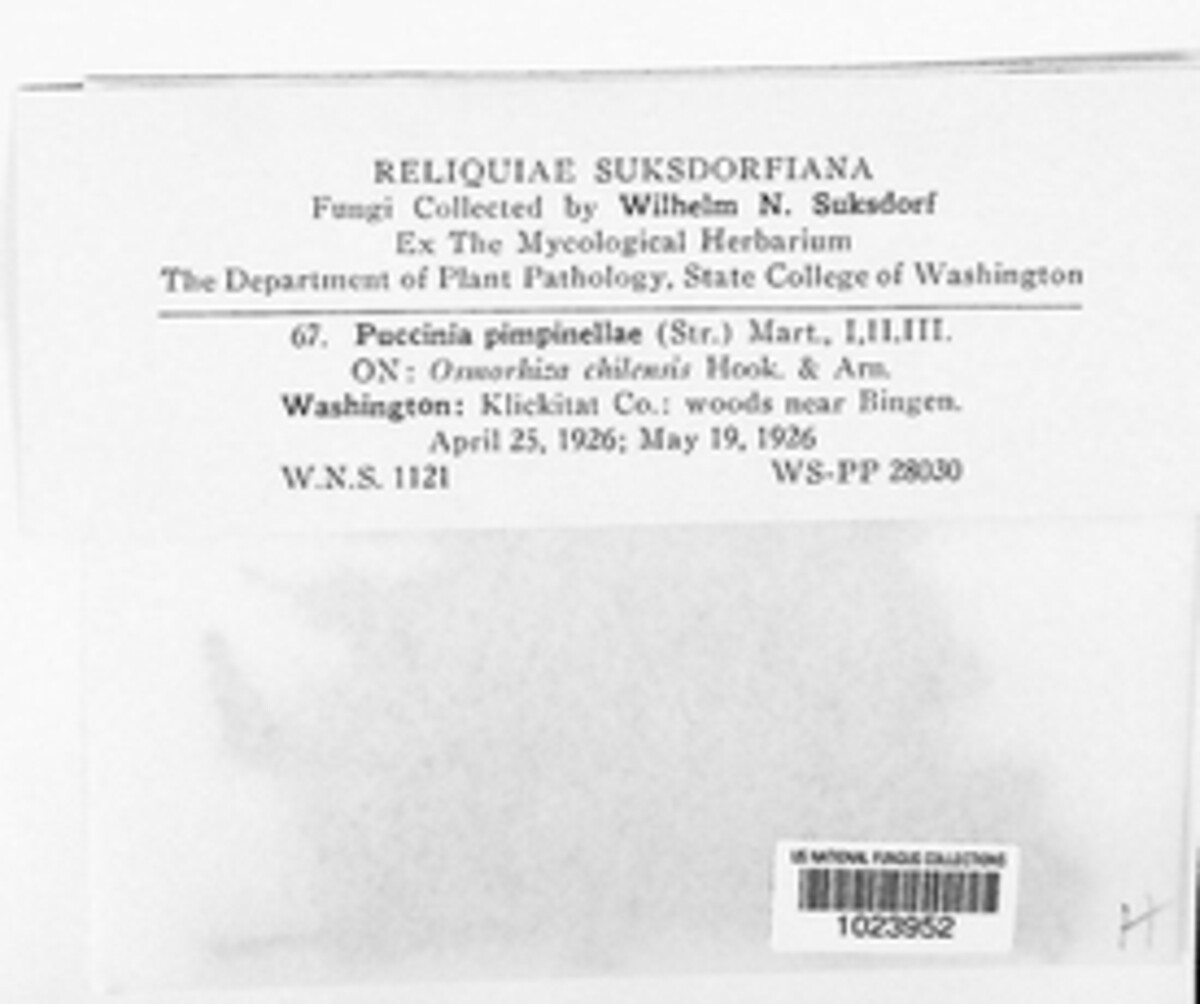 RELIQUIAE SUKSDORFIANA
Fungi Collected by Wilhelm N. Suksdorf
Ex The Mycological Herbarium
The Department of Plant Pathology, State College of Washington
67. Puccinia pimpinellae (Str.) Mart., I,II,III.
ON: Osmorhiza chilensis Hook. & Arn.
Washington: Klickitat Co.: woods near Bingen.
April 25, 1926; May 19, 1926
W.N.S. 1121 WS-PP 28030
US NATIONAL FUNGUS COLLECTIONS
1023952